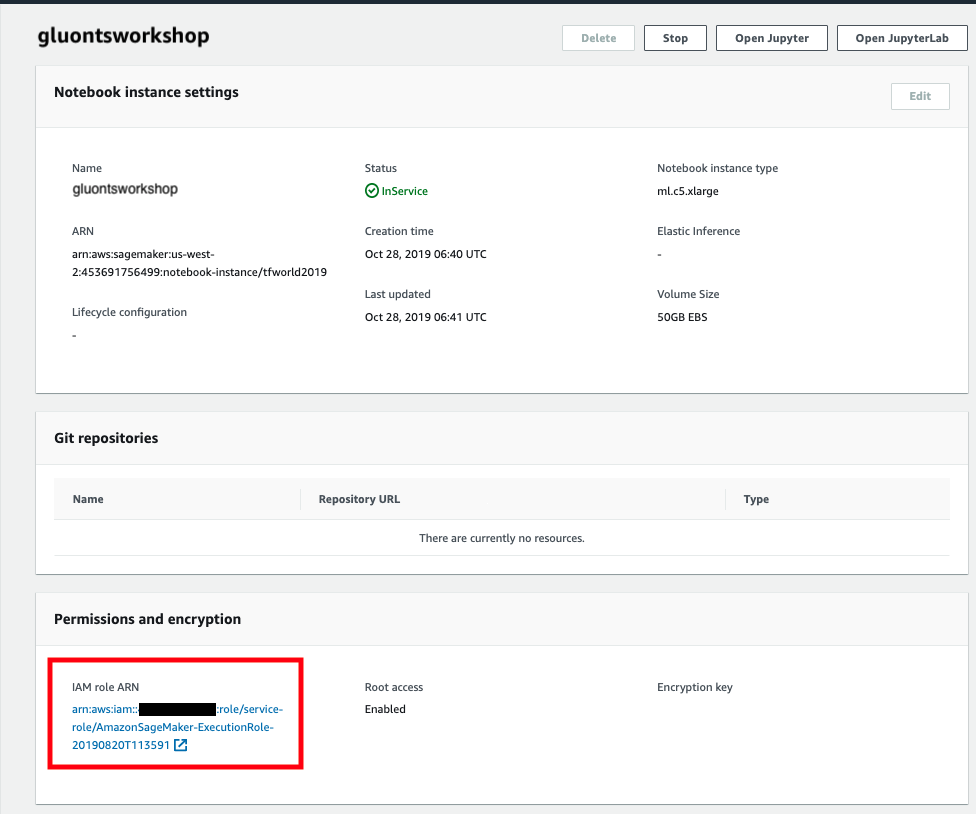 gluontsworkshop
Delete
Stop
Open Jupyter
Open JupyterLab
Notebook instance settings
Edit
Name
gluontsworkshop
Status
InService
Notebook instance type
ml.c5.xlarge
ARN
arn:aws:sagemaker:us-west-
2:453691756499:notebook-instance/tfworld2019
Creation time
Oct 28, 2019 06:40 UTC
Elastic Inference
-
Lifecycle configuration
-
Last updated
Oct 28, 2019 06:41 UTC
Volume Size
50GB EBS
Git repositories
Name
Repository URL
Type
There are currently no resources.
Permissions and encryption
IAM role ARN
arn:aws:iam:: :role/service-
role/AmazonSageMaker-ExecutionRole-
20190820T113591
Root access
Enabled
Encryption key